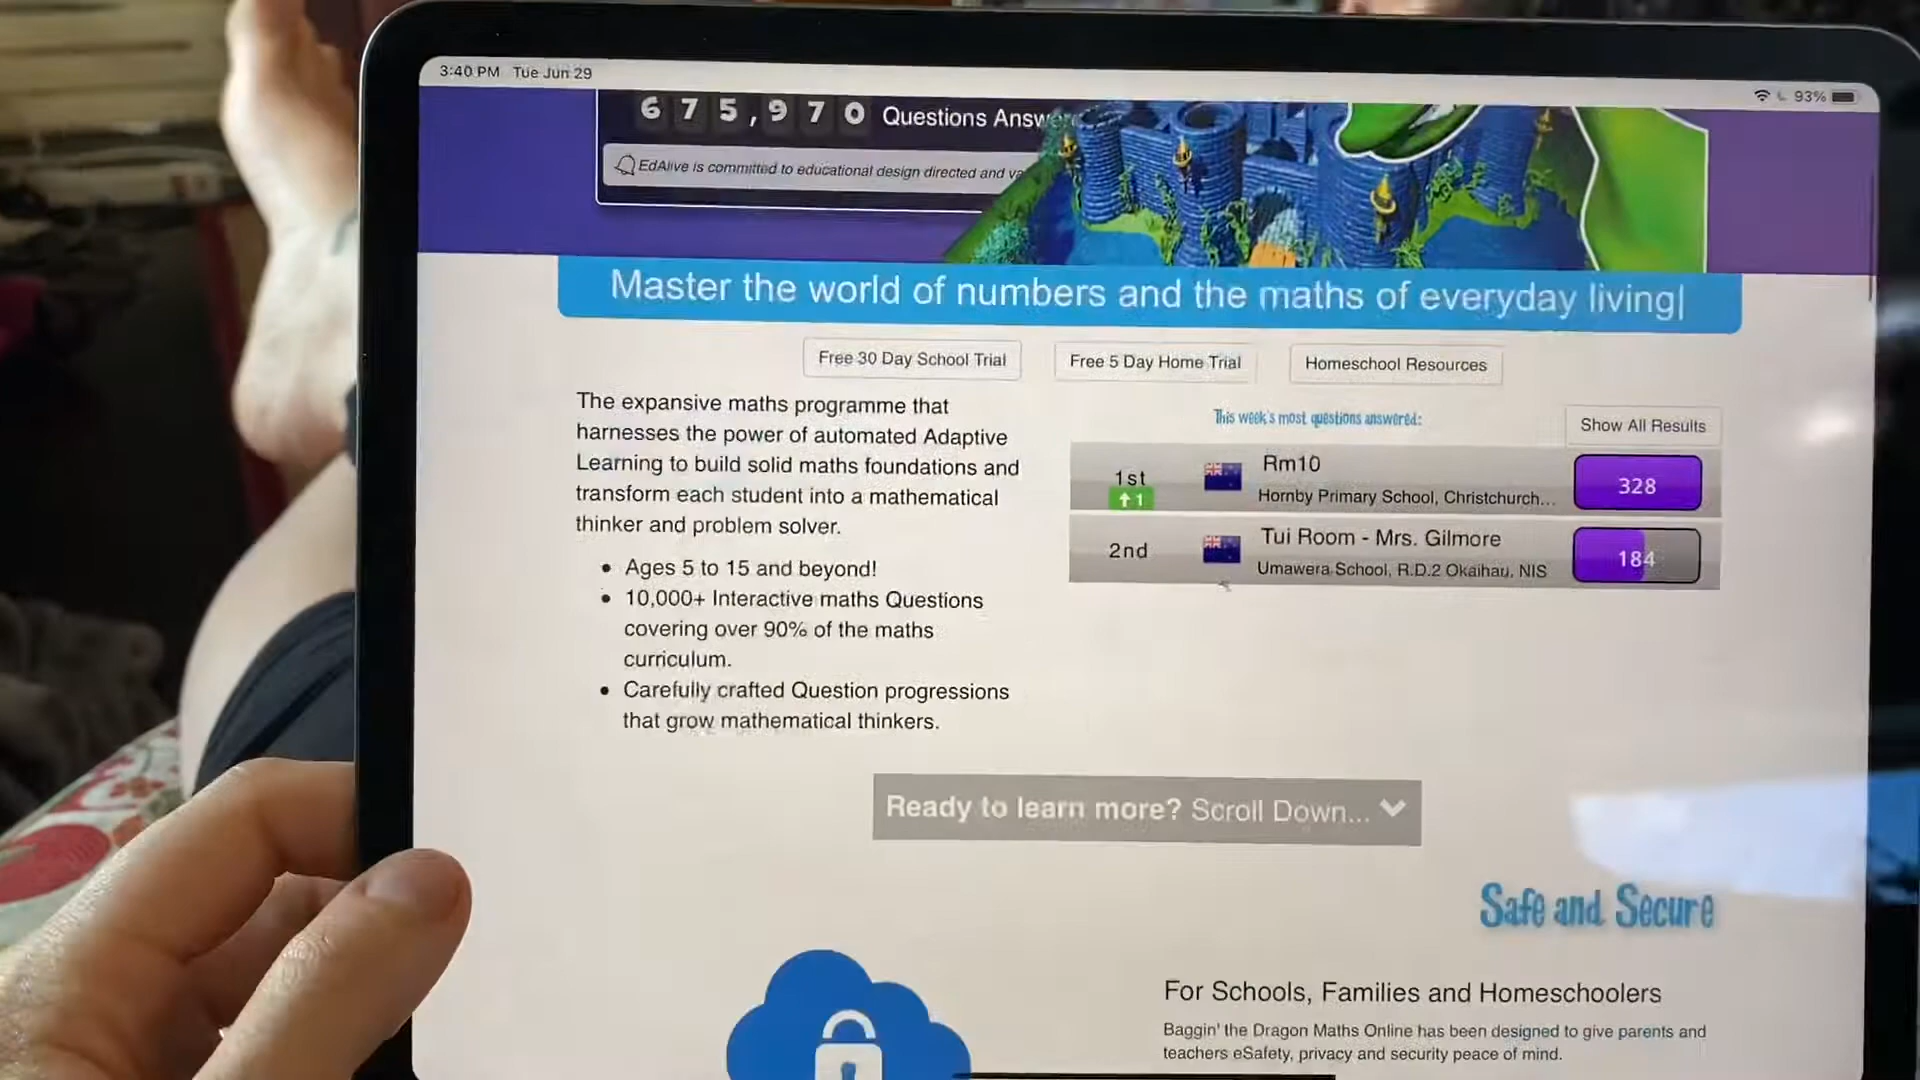 3:40 PM Tue Jun 29
93%
675,970 Questions
EdAlive is committed to educational design directed and
Master the world of numbers and the maths of everyday living
Free 30 Day School Trial
Free 5 Day Home Trial
Homeschool Resources
The expansive maths programme that
harnesses the power of automated Adaptive
Learning to build solid maths foundations and
transform each student into a mathematical
thinker and problem solver.
• Ages 5 to 15 and beyond!
• 10,000+ Interactive maths Questions
covering over 90% of the maths
curriculum.
• Carefully crafted Question progressions
that grow mathematical thinkers.
This week's most questions answered:
Show All Results
1st
1
Rm10
Hornby Primary School, Christchurch...
328
2nd
Tui Room - Mrs. Gilmore
Umawera School, R.D.2 Okaihau, NIS
184
Ready to learn more? Scroll Down...
Safe and Secure
For Schools, Families and Homeschoolers
Baggin' the Dragon Maths Online has been designed to give parents and
teachers eSafety, privacy and security peace of mind.